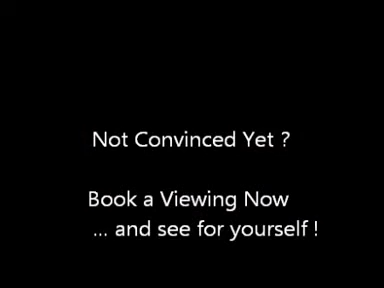 Not Convinced Yet ?
Book a Viewing Now
... and see for yourself !